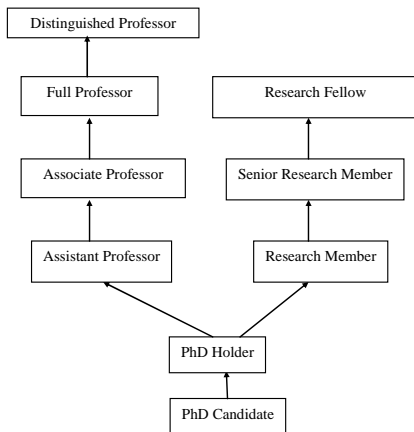 Distinguished Professor
Full Professor
Research Fellow
Associate Professor
Senior Research Member
Assistant Professor
Research Member
PhD Holder
PhD Candidate